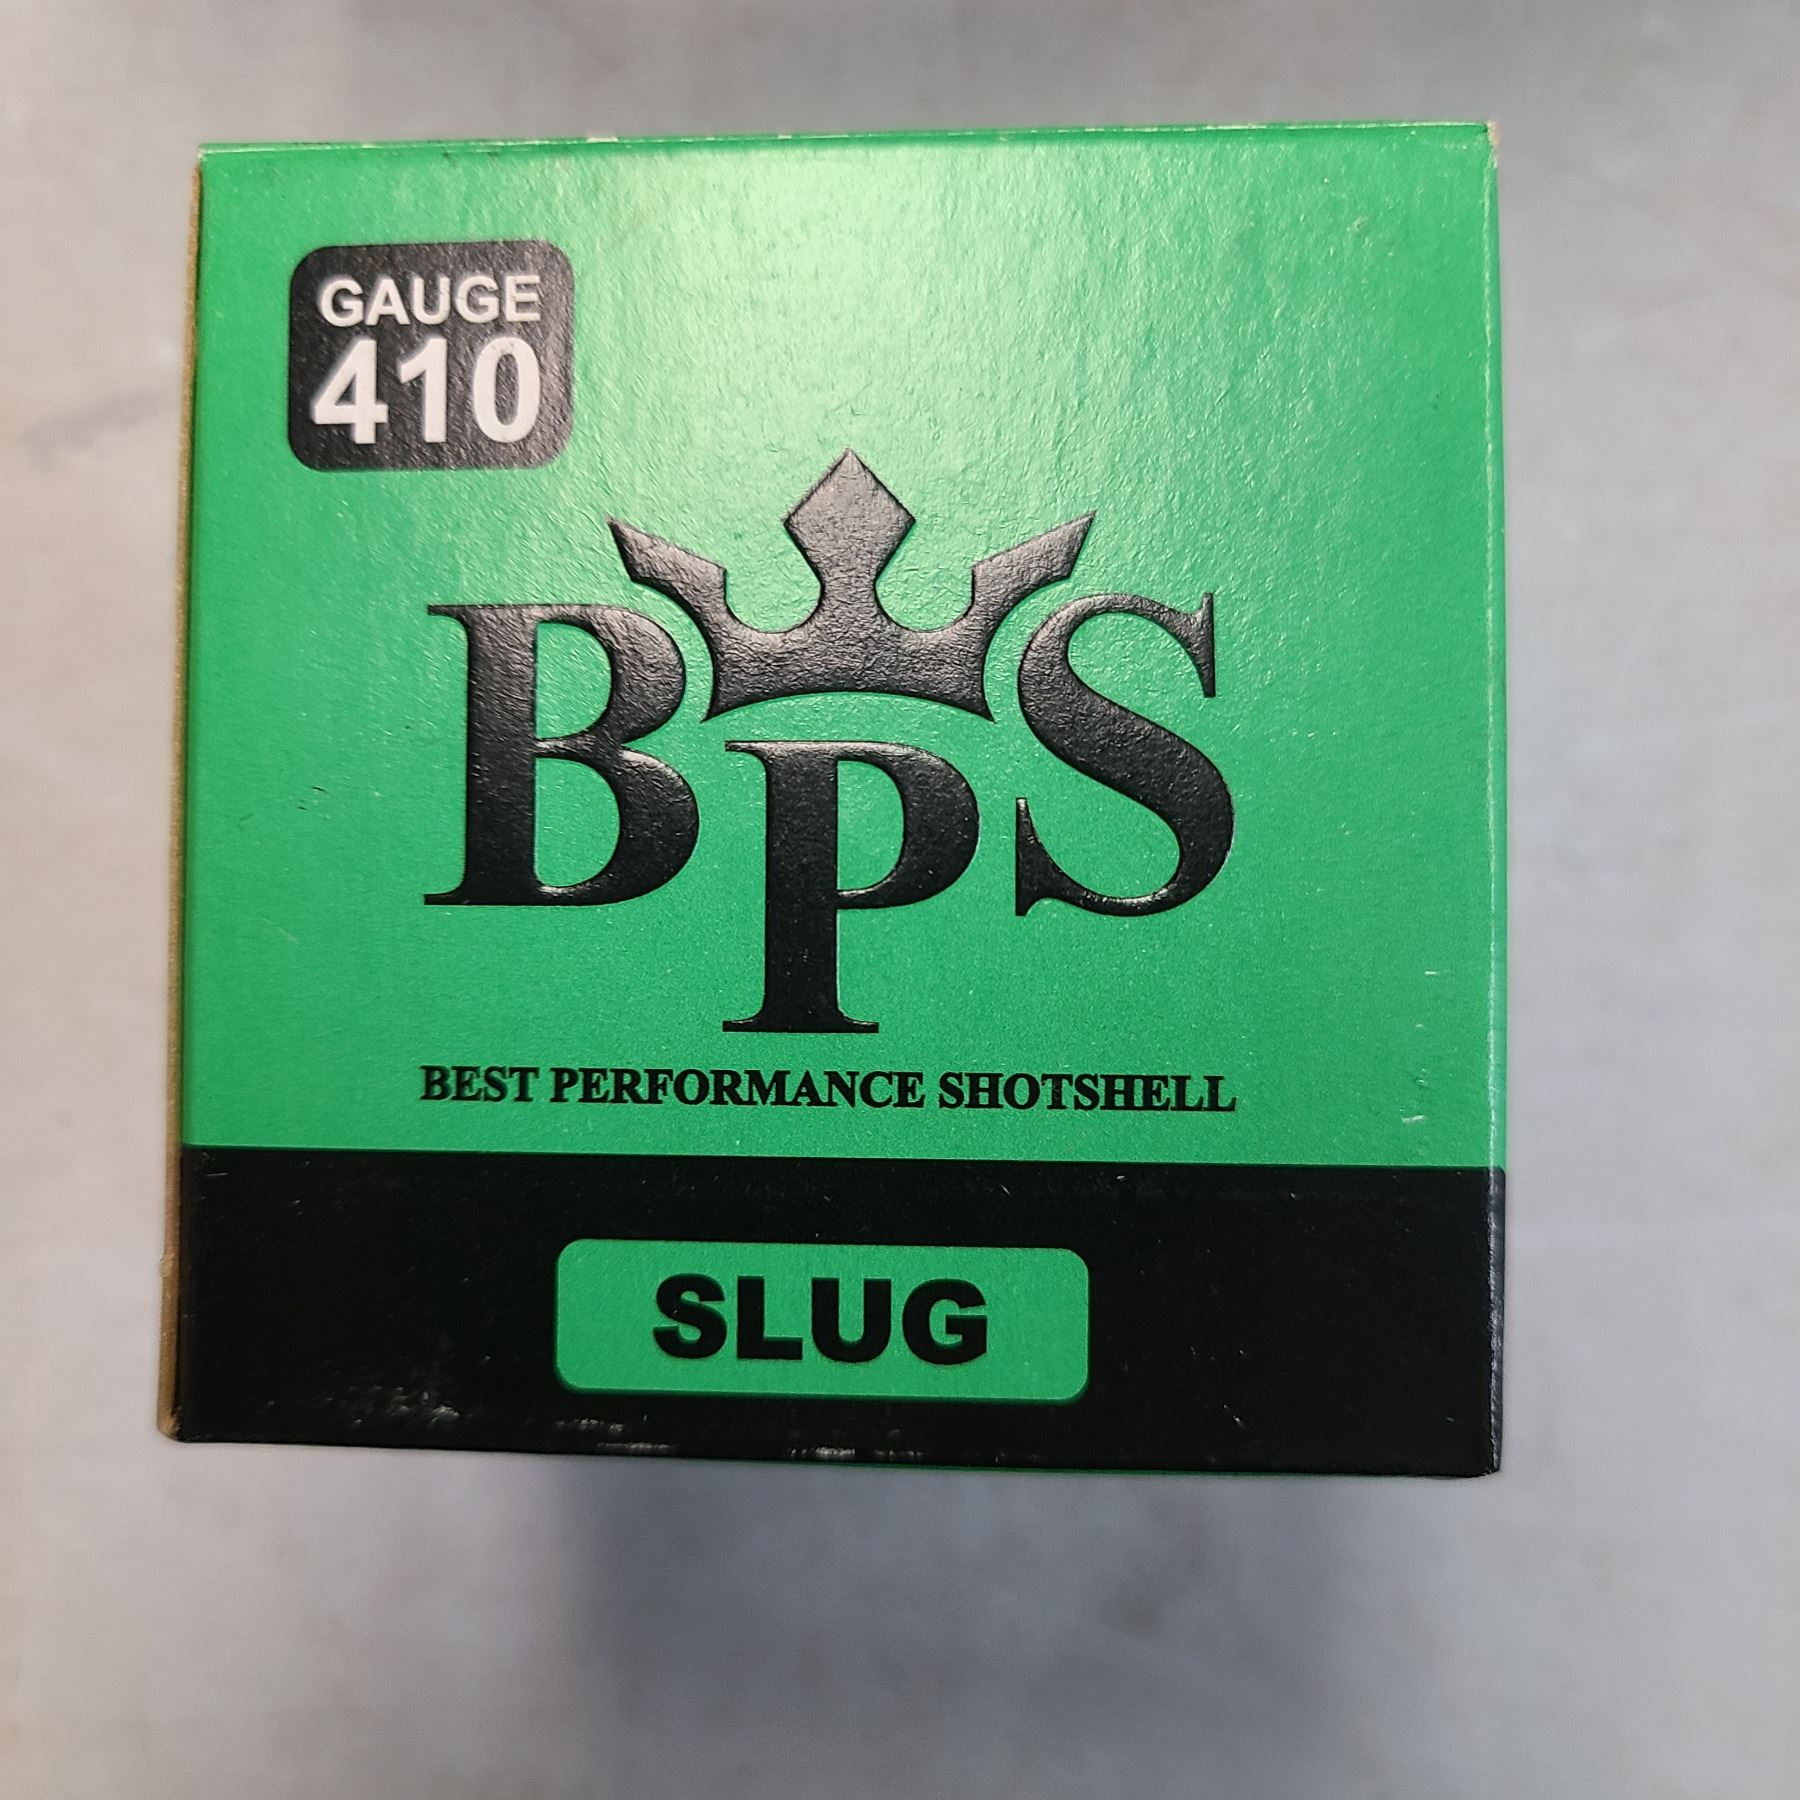 GAUGE
410
BPS
BEST PERFORMANCE SHOTSHELL
SLUG